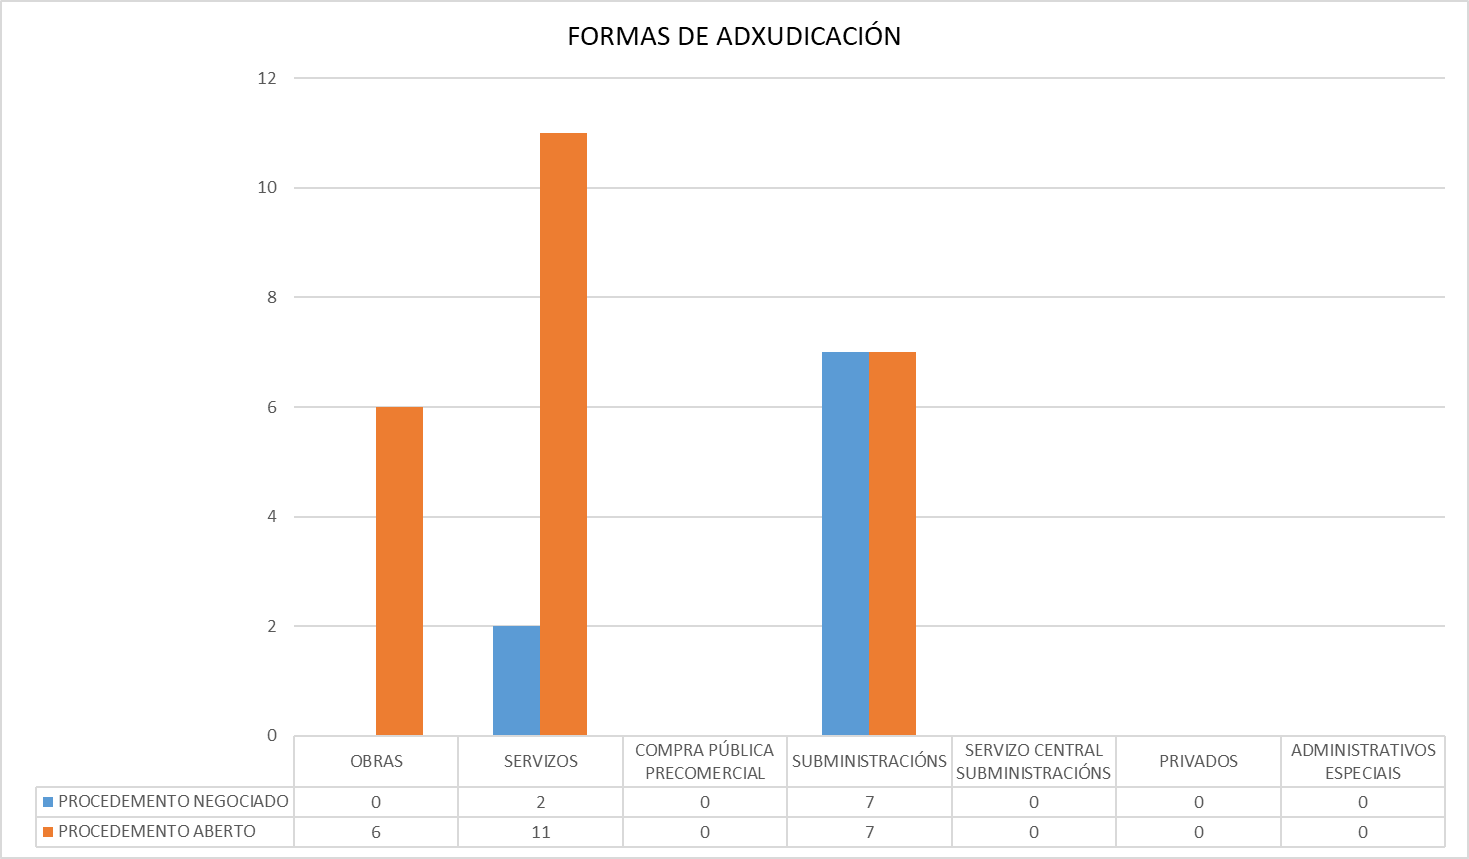 FORMAS DE ADXUDICACIÓN
12
10
8
6
4
2
0
OBRAS SERVIZOS COMPRA PÚBLICA PRECOMERCIAL SUBMINISTRACIÓNS SERVIZO CENTRAL SUBMINISTRACIÓNS PRIVADOS ADMINISTRATIVOS ESPECIAIS
PROCEDEMENTO NEGOCIADO 0 2 0 7 0 0 0
PROCEDEMENTO ABERTO 6 11 0 7 0 0 0